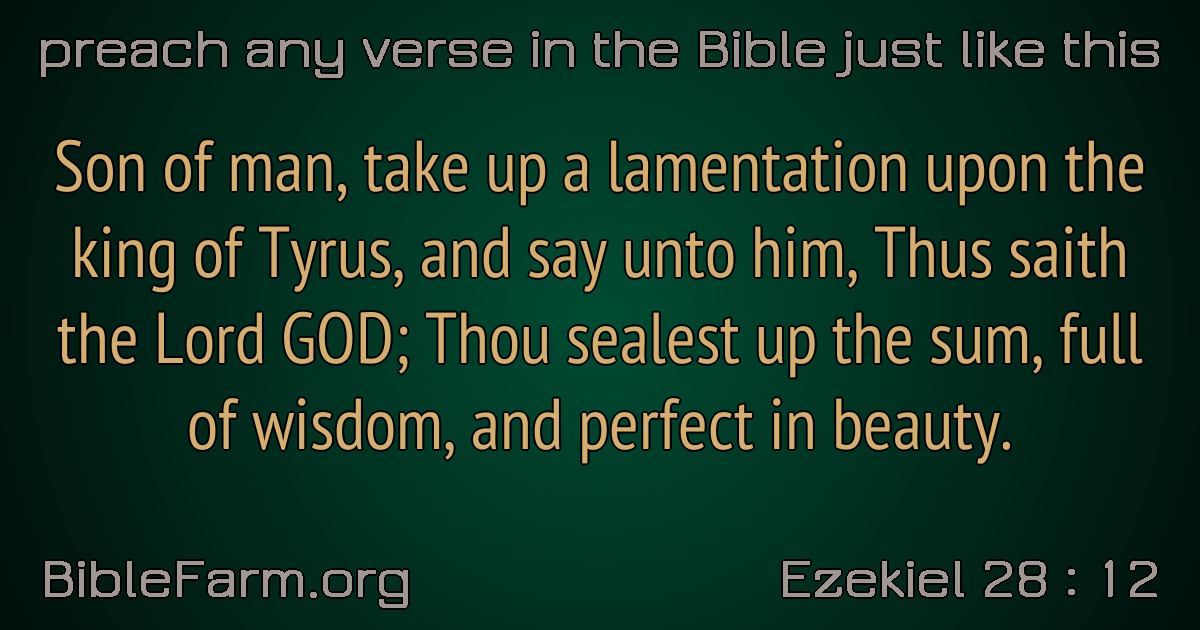 preach any verse in the Bible just like this
Son of man, take up a lamentation upon the
king of Tyrus, and say unto him, Thus saith
the Lord GOD; Thou sealest up the sum, full
of wisdom, and perfect in beauty.
BibleFarm.org
Ezekiel 28 : 12